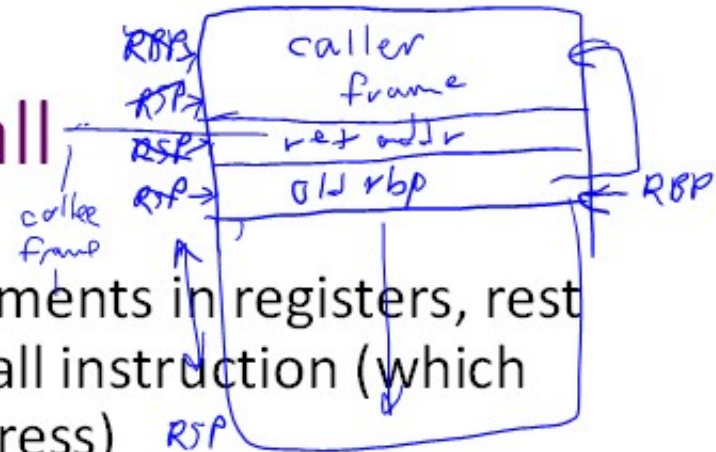 RBP caller
RSP frame
all
RSP ret addr
RSP old rbp RBP
callee
frame
ments in registers, rest
all instruction (which
ress) RSP